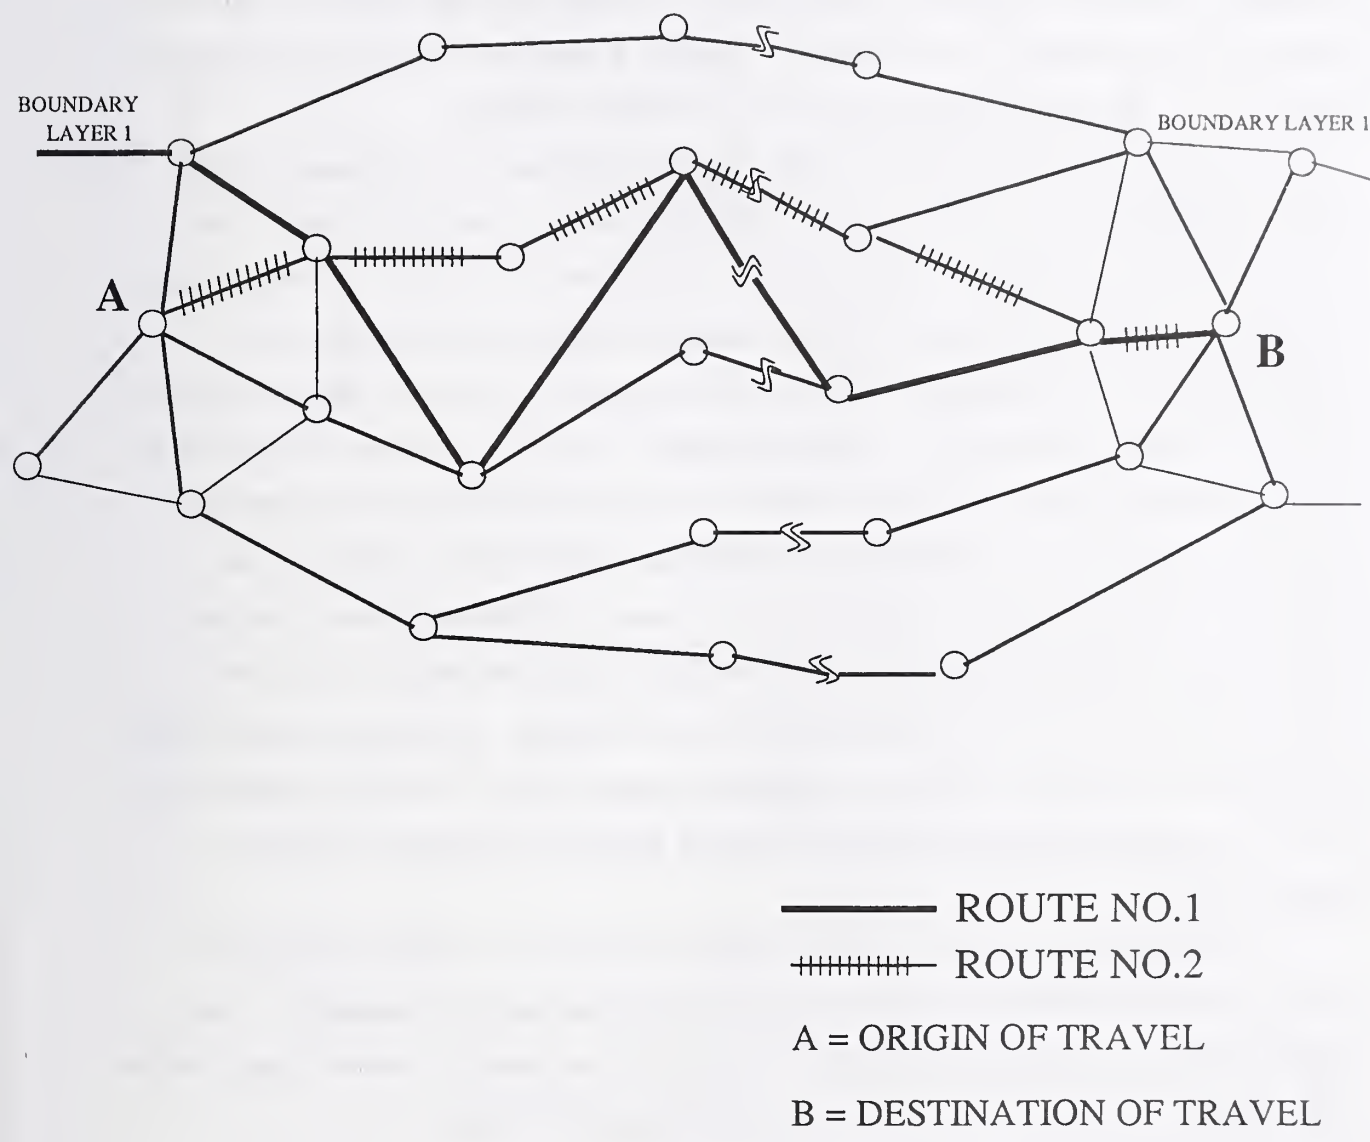 BOUNDARY
LAYER 1
BOUNDARY LAYER 1
A
B
ROUTE NO.1
ROUTE NO.2
A = ORIGIN OF TRAVEL
B = DESTINATION OF TRAVEL